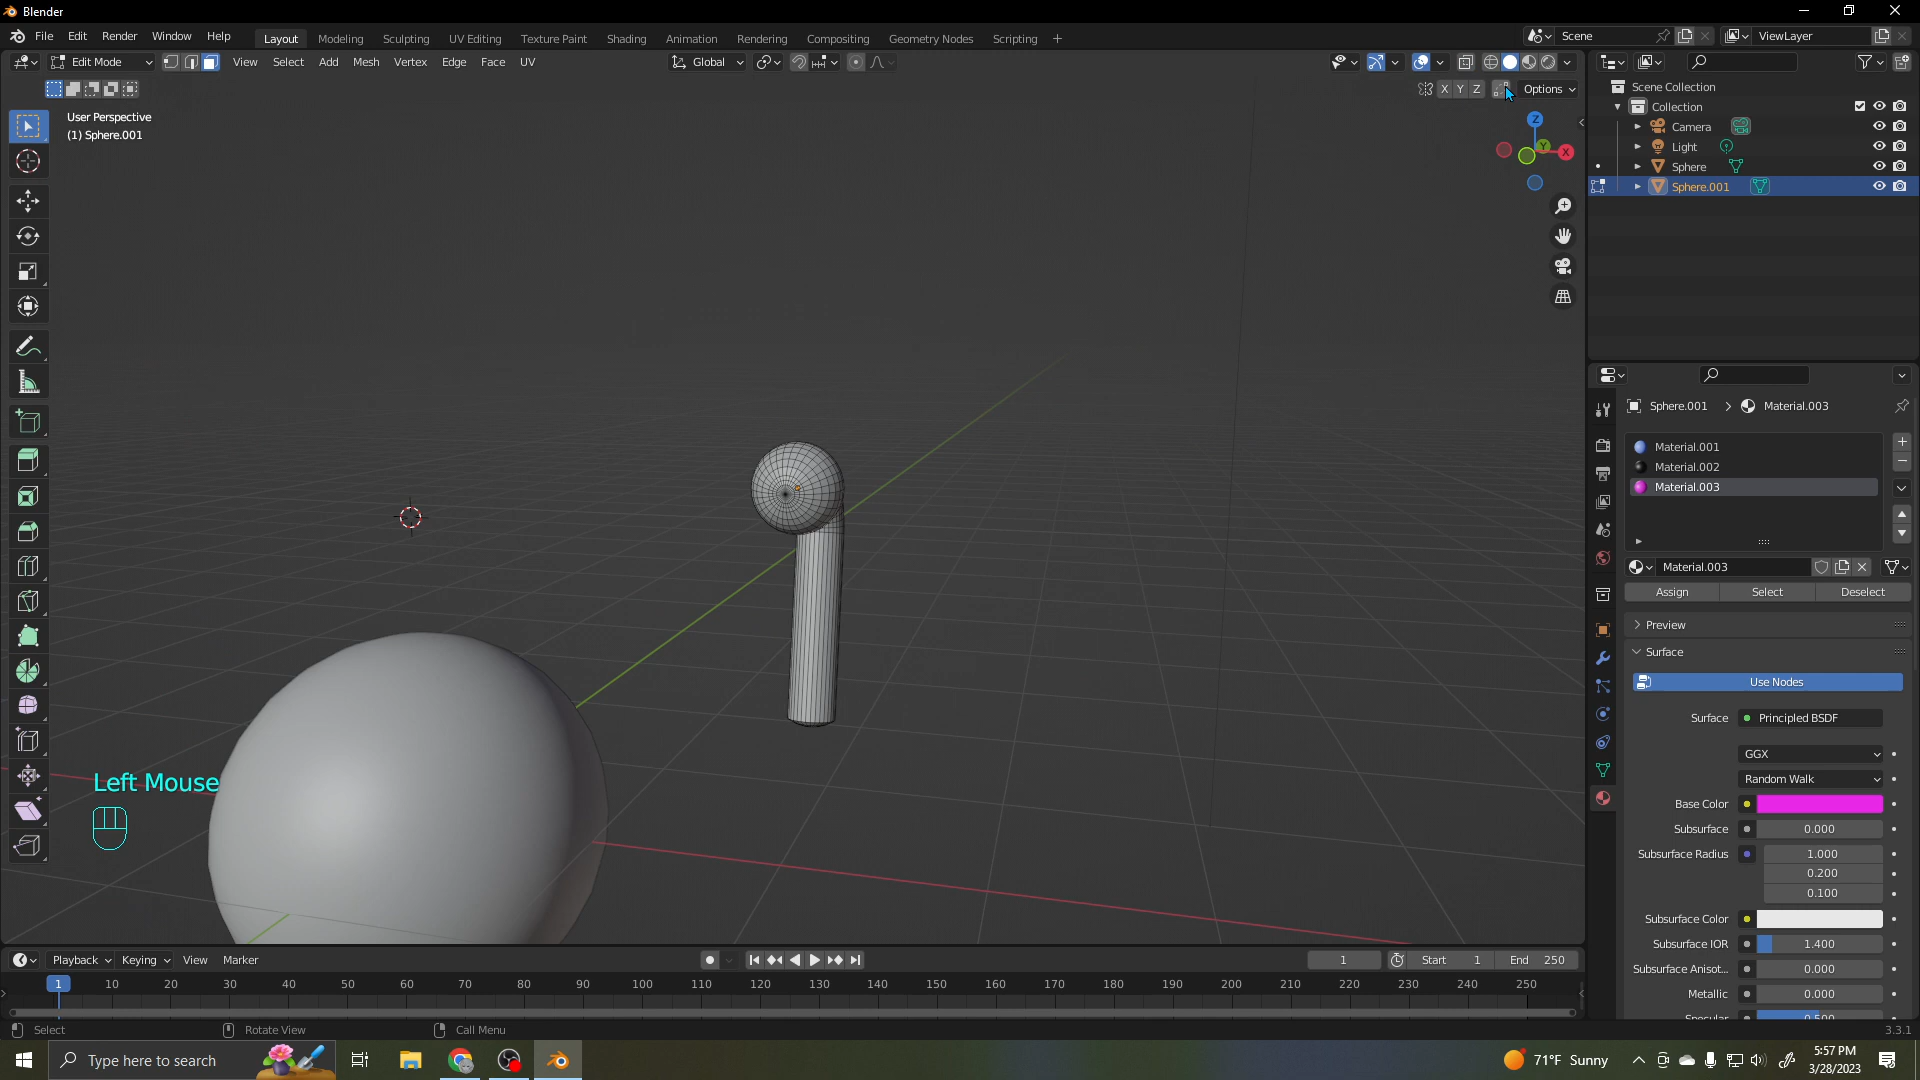 Blender
File Edit Render Window Help
Layout Modeling Sculpting UV Editing Texture Paint Shading Animation Rendering Compositing Geometry Nodes Scripting +
Scene
ViewLayer
Edit Mode View Select Add Mesh Vertex Edge Face UV
Global
X Y Z Options
User Perspective
(1) Sphere.001
Z
Y
X
Scene Collection
Collection
Camera
Light
Sphere
Sphere.001
Sphere.001 > Material.003
Material.001
Material.002
Material.003
Material.003
Assign Select Deselect
Preview
Surface
Use Nodes
Surface Principled BSDF
GGX
Random Walk
Base Color
Subsurface 0.000
Subsurface Radius 1.000
0.200
0.100
Subsurface Color
Subsurface IOR 1.400
Subsurface Anisot... 0.000
Metallic 0.000
Specular 0.500
Left Mouse
Playback Keying View Marker
1 Start 1 End 250
1 10 20 30 40 50 60 70 80 90 100 110 120 130 140 150 160 170 180 190 200 210 220 230 240 250
Select Rotate View Call Menu
3.3.1
Type here to search
71°F Sunny
5:57 PM
3/28/2023